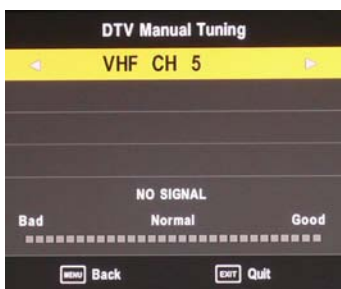 DTV Manual Tuning
VHF CH 5
NO SIGNAL
Bad Normal Good
MENU Back EXIT Quit